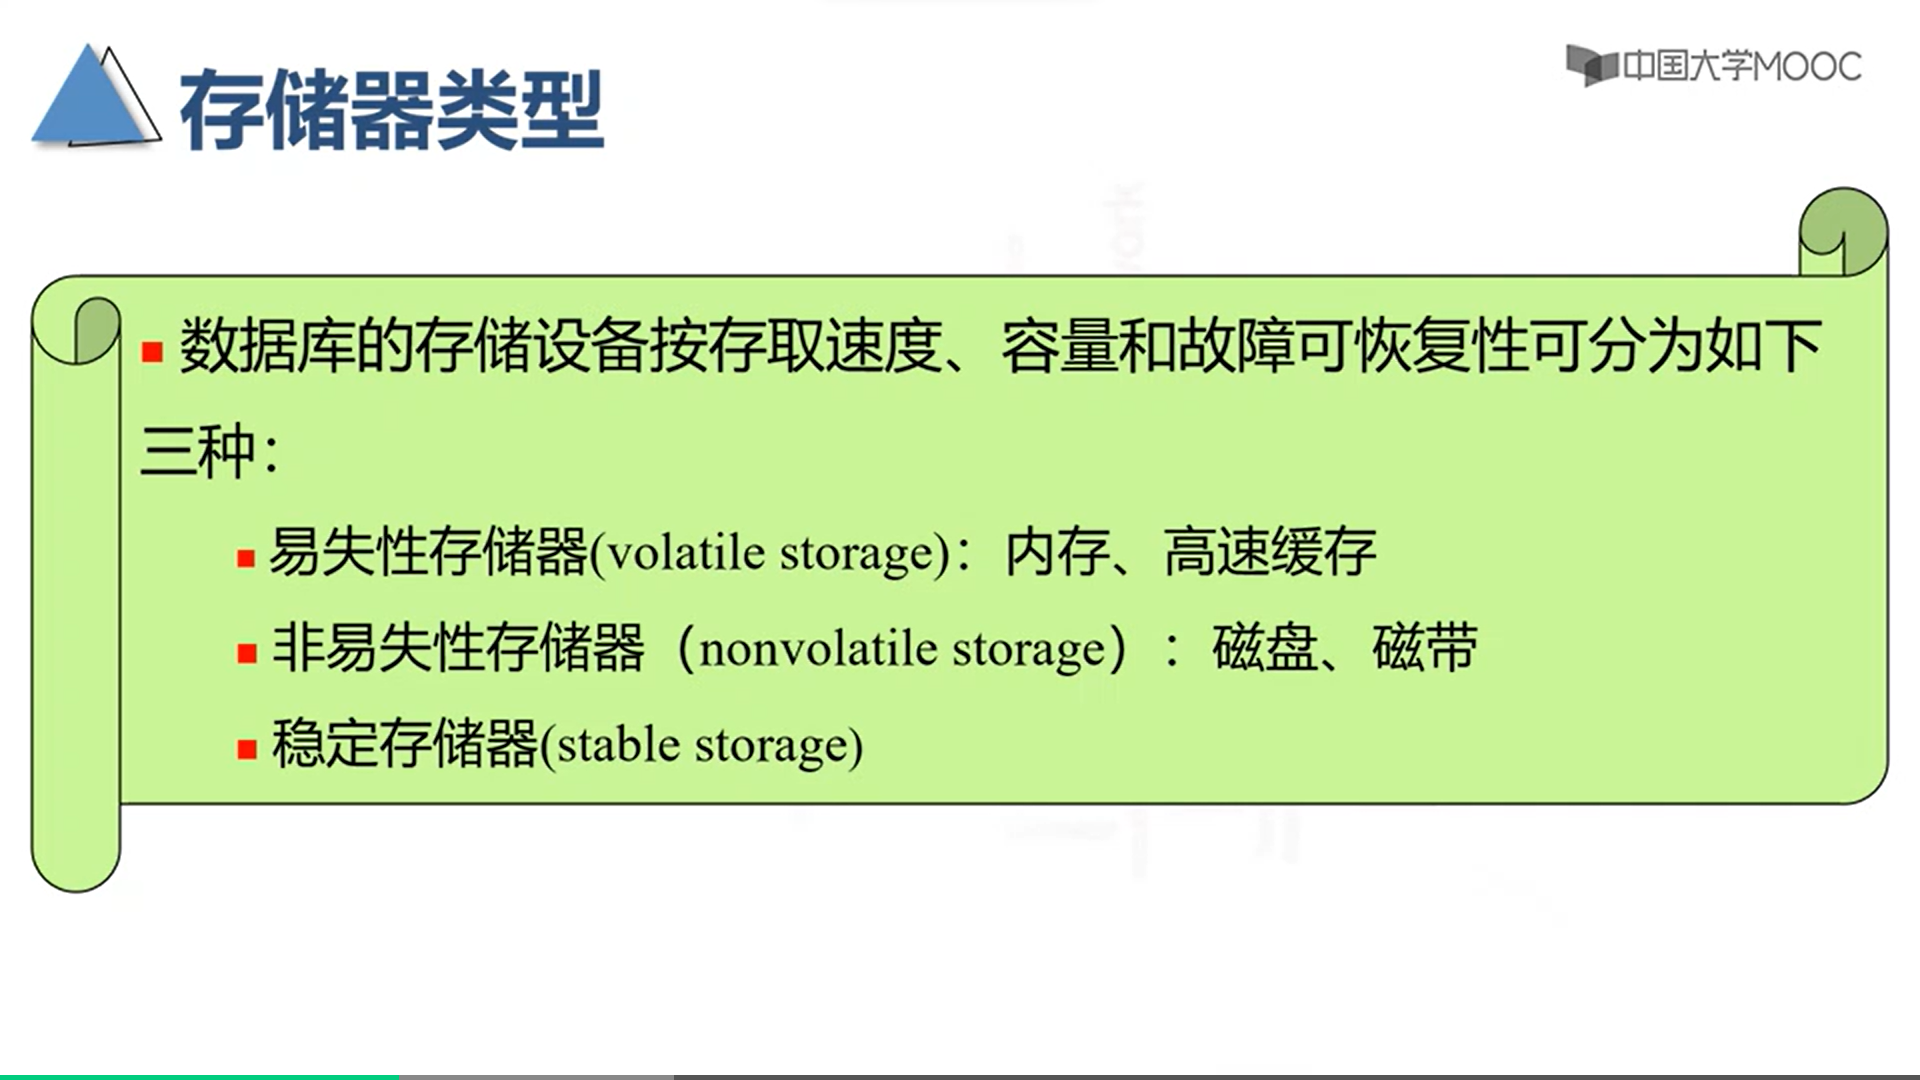 存储器类型
中国大学MOOC
数据库的存储设备按存取速度、容量和故障可恢复性可分为如下
三种：
易失性存储器(volatile storage)：内存、高速缓存
非易失性存储器（nonvolatile storage）：磁盘、磁带
稳定存储器(stable storage)